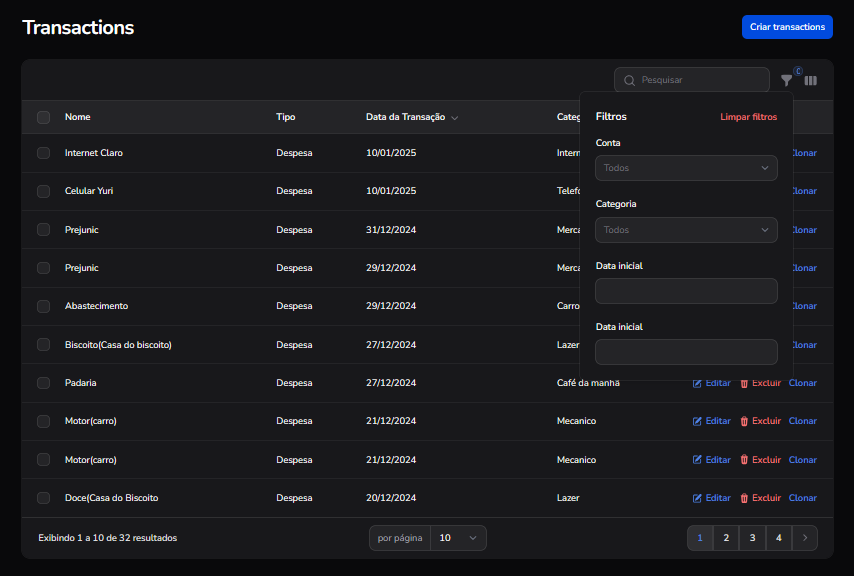 Transactions
Criar transactions
Pesquisar
0
Nome Tipo Data da Transação Categ
Filtros Limpar filtros
Conta
Todos
Categoria
Todos
Data inicial
Data inicial
Internet Claro Despesa 10/01/2025 Intern Clonar
Celular Yuri Despesa 10/01/2025 Telefo Clonar
Prejunic Despesa 31/12/2024 Merca Clonar
Prejunic Despesa 29/12/2024 Merca Clonar
Abastecimento Despesa 29/12/2024 Carro Clonar
Biscoito(Casa do biscoito) Despesa 27/12/2024 Lazer Clonar
Padaria Despesa 27/12/2024 Café da manhã Editar Excluir Clonar
Motor(carro) Despesa 21/12/2024 Mecanico Editar Excluir Clonar
Motor(carro) Despesa 21/12/2024 Mecanico Editar Excluir Clonar
Doce(Casa do Biscoito Despesa 20/12/2024 Lazer Editar Excluir Clonar
Exibindo 1 a 10 de 32 resultados por página 10 1 2 3 4